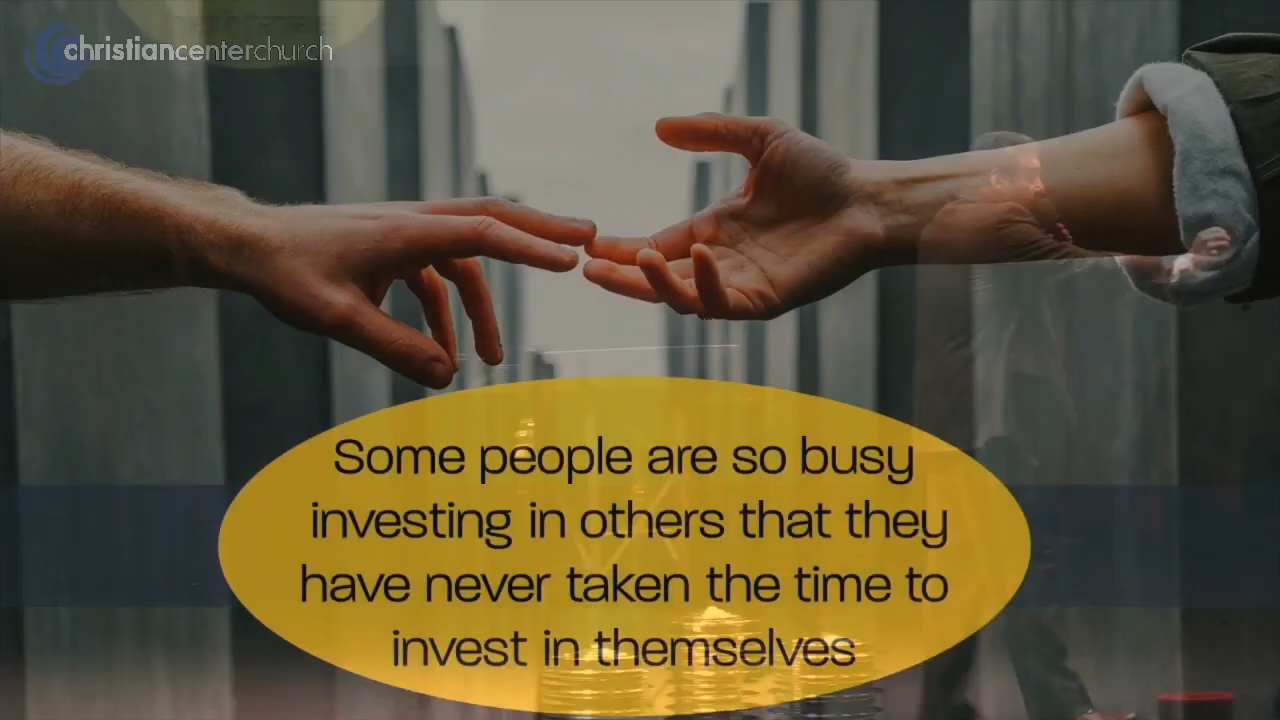 christiancenterchurch
Some people are so busy
investing in others that they
have never taken the time to
invest in themselves